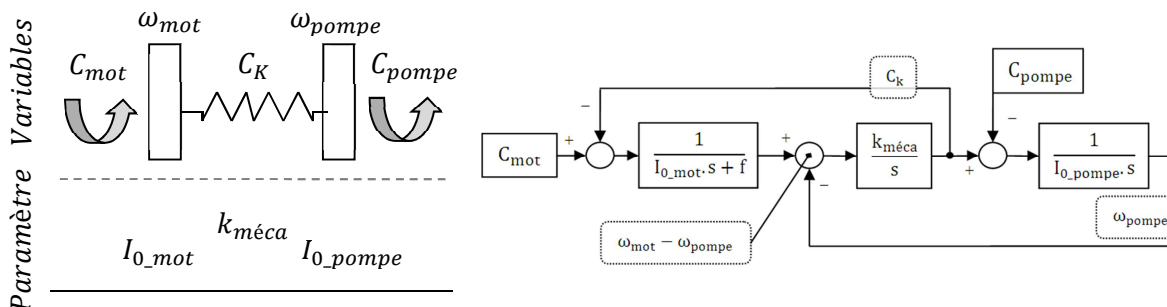 Variables
ω_mot ω_pompe
C_mot C_K C_pompe
Paramètre
k_méca
I_0_mot I_0_pompe
C_k
C_pompe
C_mot
+
−
1
I_0_mot.s + f
+
−
k_méca
s
+
−
1
I_0_pompe.s
ω_mot − ω_pompe
ω_pompe